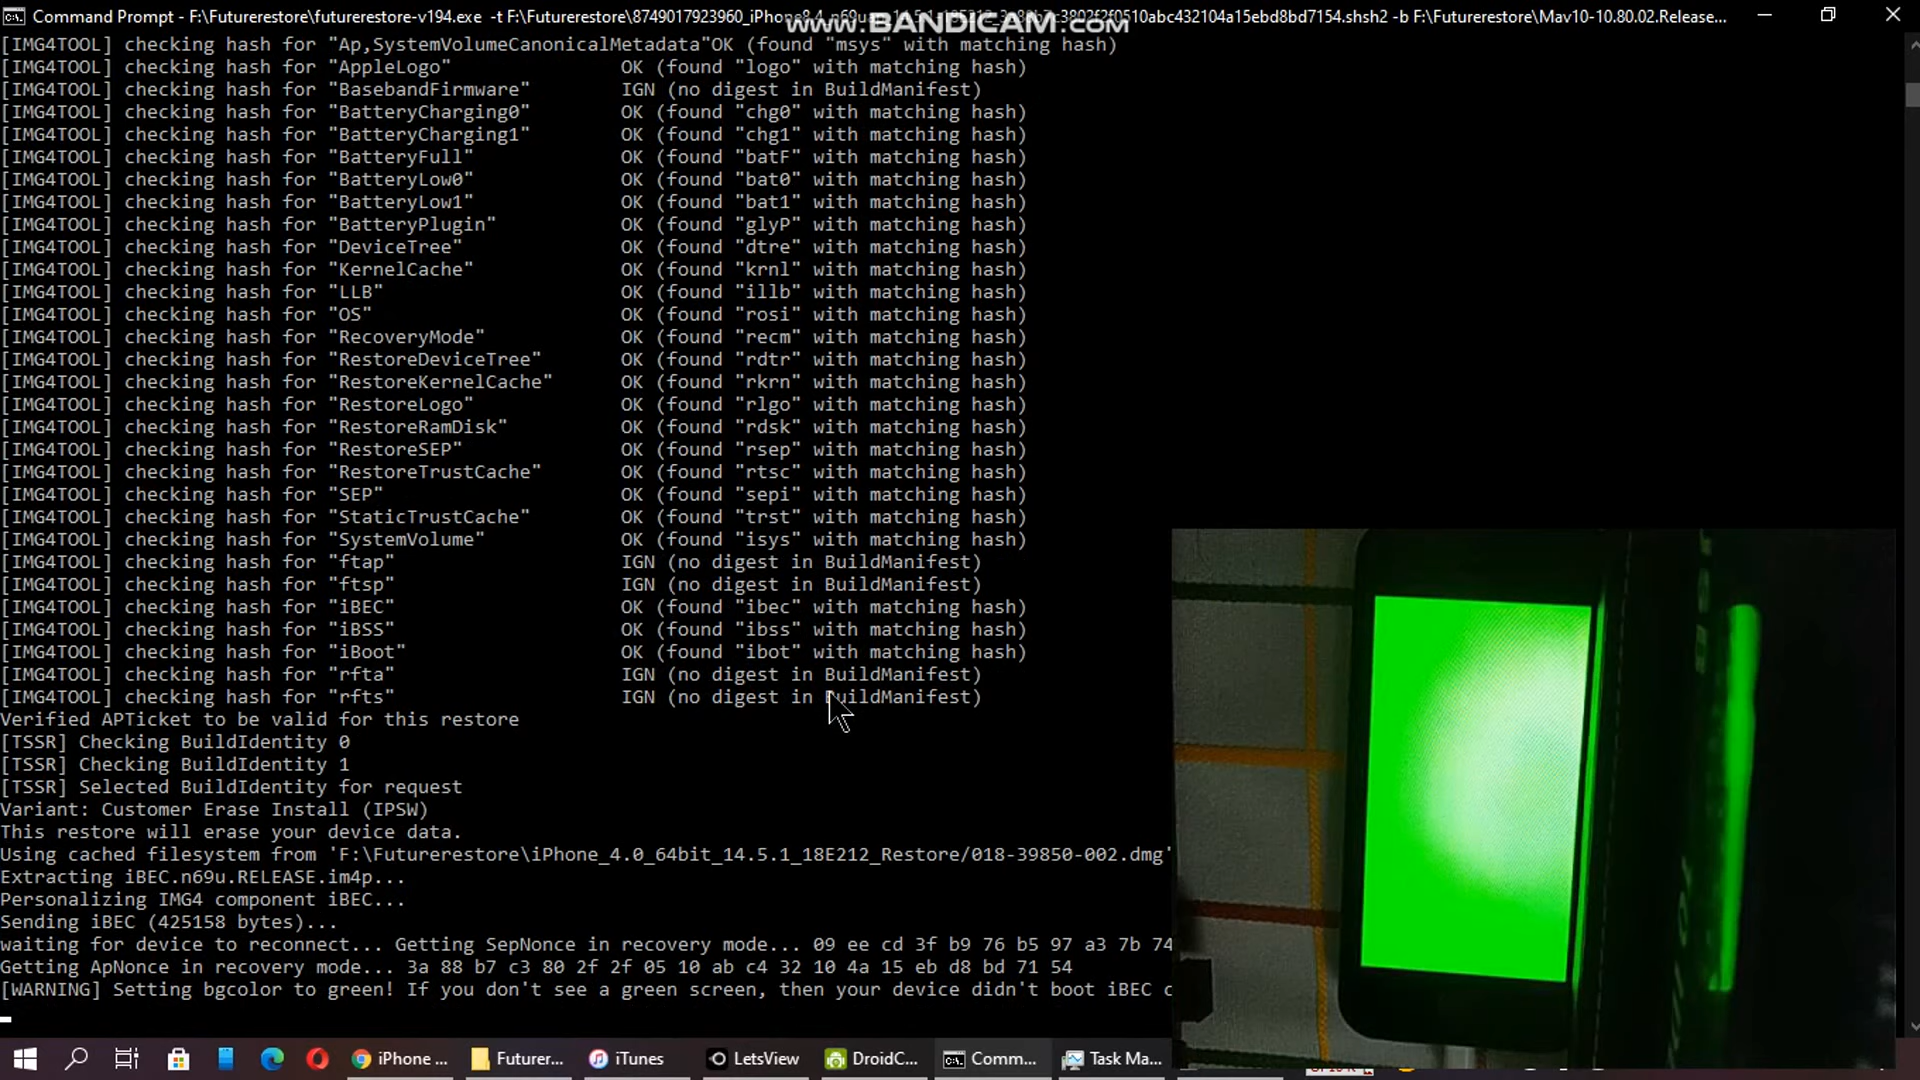 Command Prompt - F:\Futurerestore\futurerestore-v194.exe -t F:\Futurerestore\8749017923960_iPhone8,4_n69u
www.BANDICAM.com
-b F:\Futurerestore\Mav10-10.80.02.Release...
[IMG4TOOL] checking hash for "Ap,SystemVolumeCanonicalMetadata"OK (found "msys" with matching hash)
[IMG4TOOL] checking hash for "AppleLogo" OK (found "logo" with matching hash)
[IMG4TOOL] checking hash for "BasebandFirmware" IGN (no digest in BuildManifest)
[IMG4TOOL] checking hash for "BatteryCharging0" OK (found "chg0" with matching hash)
[IMG4TOOL] checking hash for "BatteryCharging1" OK (found "chg1" with matching hash)
[IMG4TOOL] checking hash for "BatteryFull" OK (found "batF" with matching hash)
[IMG4TOOL] checking hash for "BatteryLow0" OK (found "bat0" with matching hash)
[IMG4TOOL] checking hash for "BatteryLow1" OK (found "bat1" with matching hash)
[IMG4TOOL] checking hash for "BatteryPlugin" OK (found "glyP" with matching hash)
[IMG4TOOL] checking hash for "DeviceTree" OK (found "dtre" with matching hash)
[IMG4TOOL] checking hash for "KernelCache" OK (found "krnl" with matching hash)
[IMG4TOOL] checking hash for "LLB" OK (found "illb" with matching hash)
[IMG4TOOL] checking hash for "OS" OK (found "rosi" with matching hash)
[IMG4TOOL] checking hash for "RecoveryMode" OK (found "recm" with matching hash)
[IMG4TOOL] checking hash for "RestoreDeviceTree" OK (found "rdtr" with matching hash)
[IMG4TOOL] checking hash for "RestoreKernelCache" OK (found "rkrn" with matching hash)
[IMG4TOOL] checking hash for "RestoreLogo" OK (found "rlgo" with matching hash)
[IMG4TOOL] checking hash for "RestoreRamDisk" OK (found "rdsk" with matching hash)
[IMG4TOOL] checking hash for "RestoreSEP" OK (found "rsep" with matching hash)
[IMG4TOOL] checking hash for "RestoreTrustCache" OK (found "rtsc" with matching hash)
[IMG4TOOL] checking hash for "SEP" OK (found "sepi" with matching hash)
[IMG4TOOL] checking hash for "StaticTrustCache" OK (found "trst" with matching hash)
[IMG4TOOL] checking hash for "SystemVolume" OK (found "isys" with matching hash)
[IMG4TOOL] checking hash for "ftap" IGN (no digest in BuildManifest)
[IMG4TOOL] checking hash for "ftsp" IGN (no digest in BuildManifest)
[IMG4TOOL] checking hash for "iBEC" OK (found "ibec" with matching hash)
[IMG4TOOL] checking hash for "iBSS" OK (found "ibss" with matching hash)
[IMG4TOOL] checking hash for "iBoot" OK (found "ibot" with matching hash)
[IMG4TOOL] checking hash for "rfta" IGN (no digest in BuildManifest)
[IMG4TOOL] checking hash for "rfts" IGN (no digest in BuildManifest)
Verified APTicket to be valid for this restore
[TSSR] Checking BuildIdentity 0
[TSSR] Checking BuildIdentity 1
[TSSR] Selected BuildIdentity for request
Variant: Customer Erase Install (IPSW)
This restore will erase your device data.
Using cached filesystem from 'F:\Futurerestore\iPhone_4.0_64bit_14.5.1_18E212_Restore/018-39850-002.dmg'
Extracting iBEC.n69u.RELEASE.im4p...
Personalizing IMG4 component iBEC...
Sending iBEC (425158 bytes)...
waiting for device to reconnect... Getting SepNonce in recovery mode... 09 ee cd 3f b9 76 b5 97 a3 7b 74
Getting ApNonce in recovery mode... 3a 88 b7 c3 80 2f 2f 05 10 ab c4 32 10 4a 15 eb d8 bd 71 54
[WARNING] Setting bgcolor to green! If you don't see a green screen, then your device didn't boot iBEC c
iPhone ... Futurer... iTunes LetsView DroidC... Comm... Task Ma...